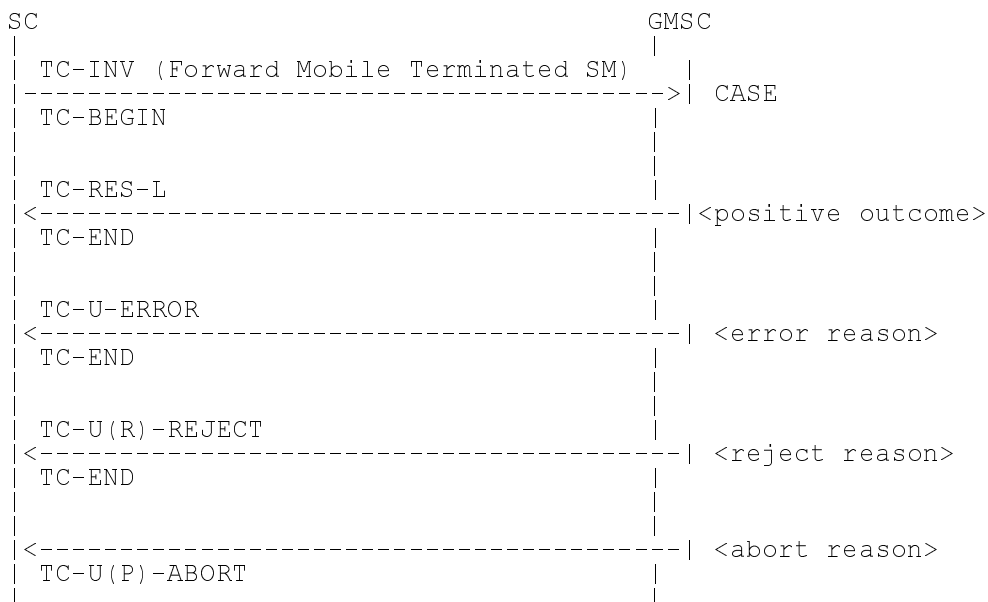 SC GMSC
TC-INV (Forward Mobile Terminated SM)
CASE
TC-BEGIN
TC-RES-L
<positive outcome>
TC-END
TC-U-ERROR
<error reason>
TC-END
TC-U(R)-REJECT
<reject reason>
TC-END
<abort reason>
TC-U(P)-ABORT